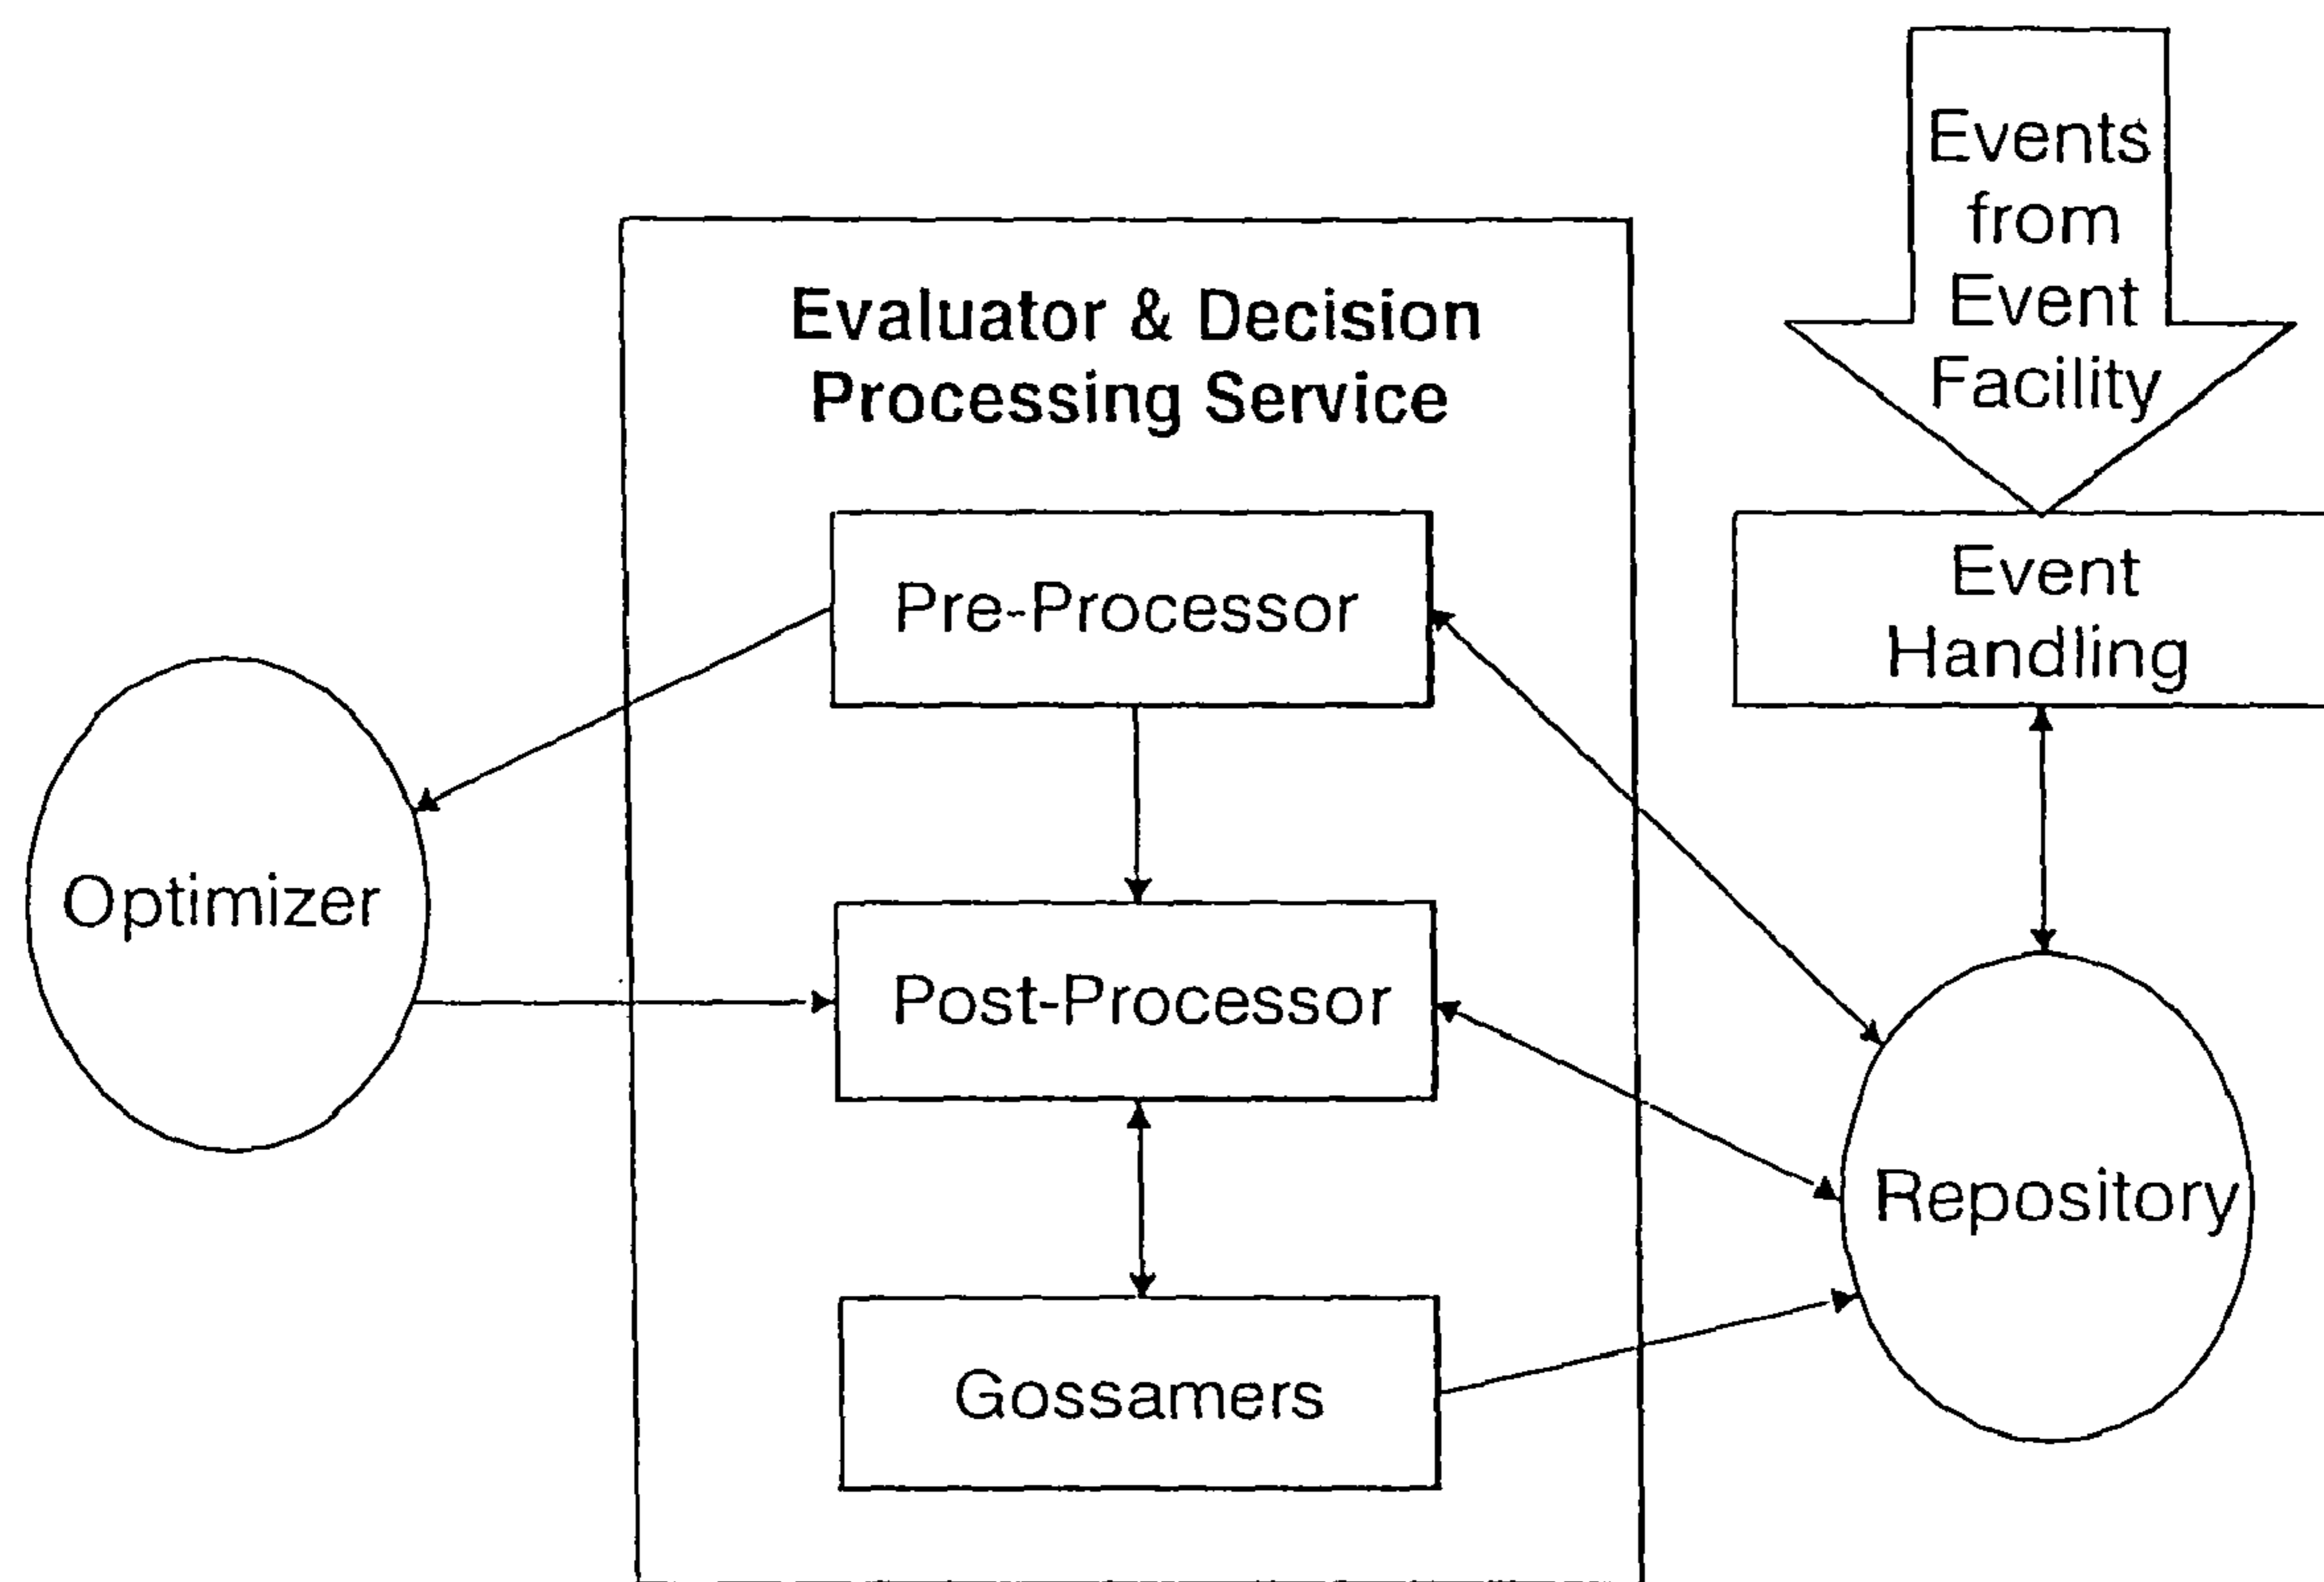 Events
from
Event
Facility
Evaluator & Decision
Processing Service
Pre-Processor
Event
Handling
Optimizer
Post-Processor
Repository
Gossamers